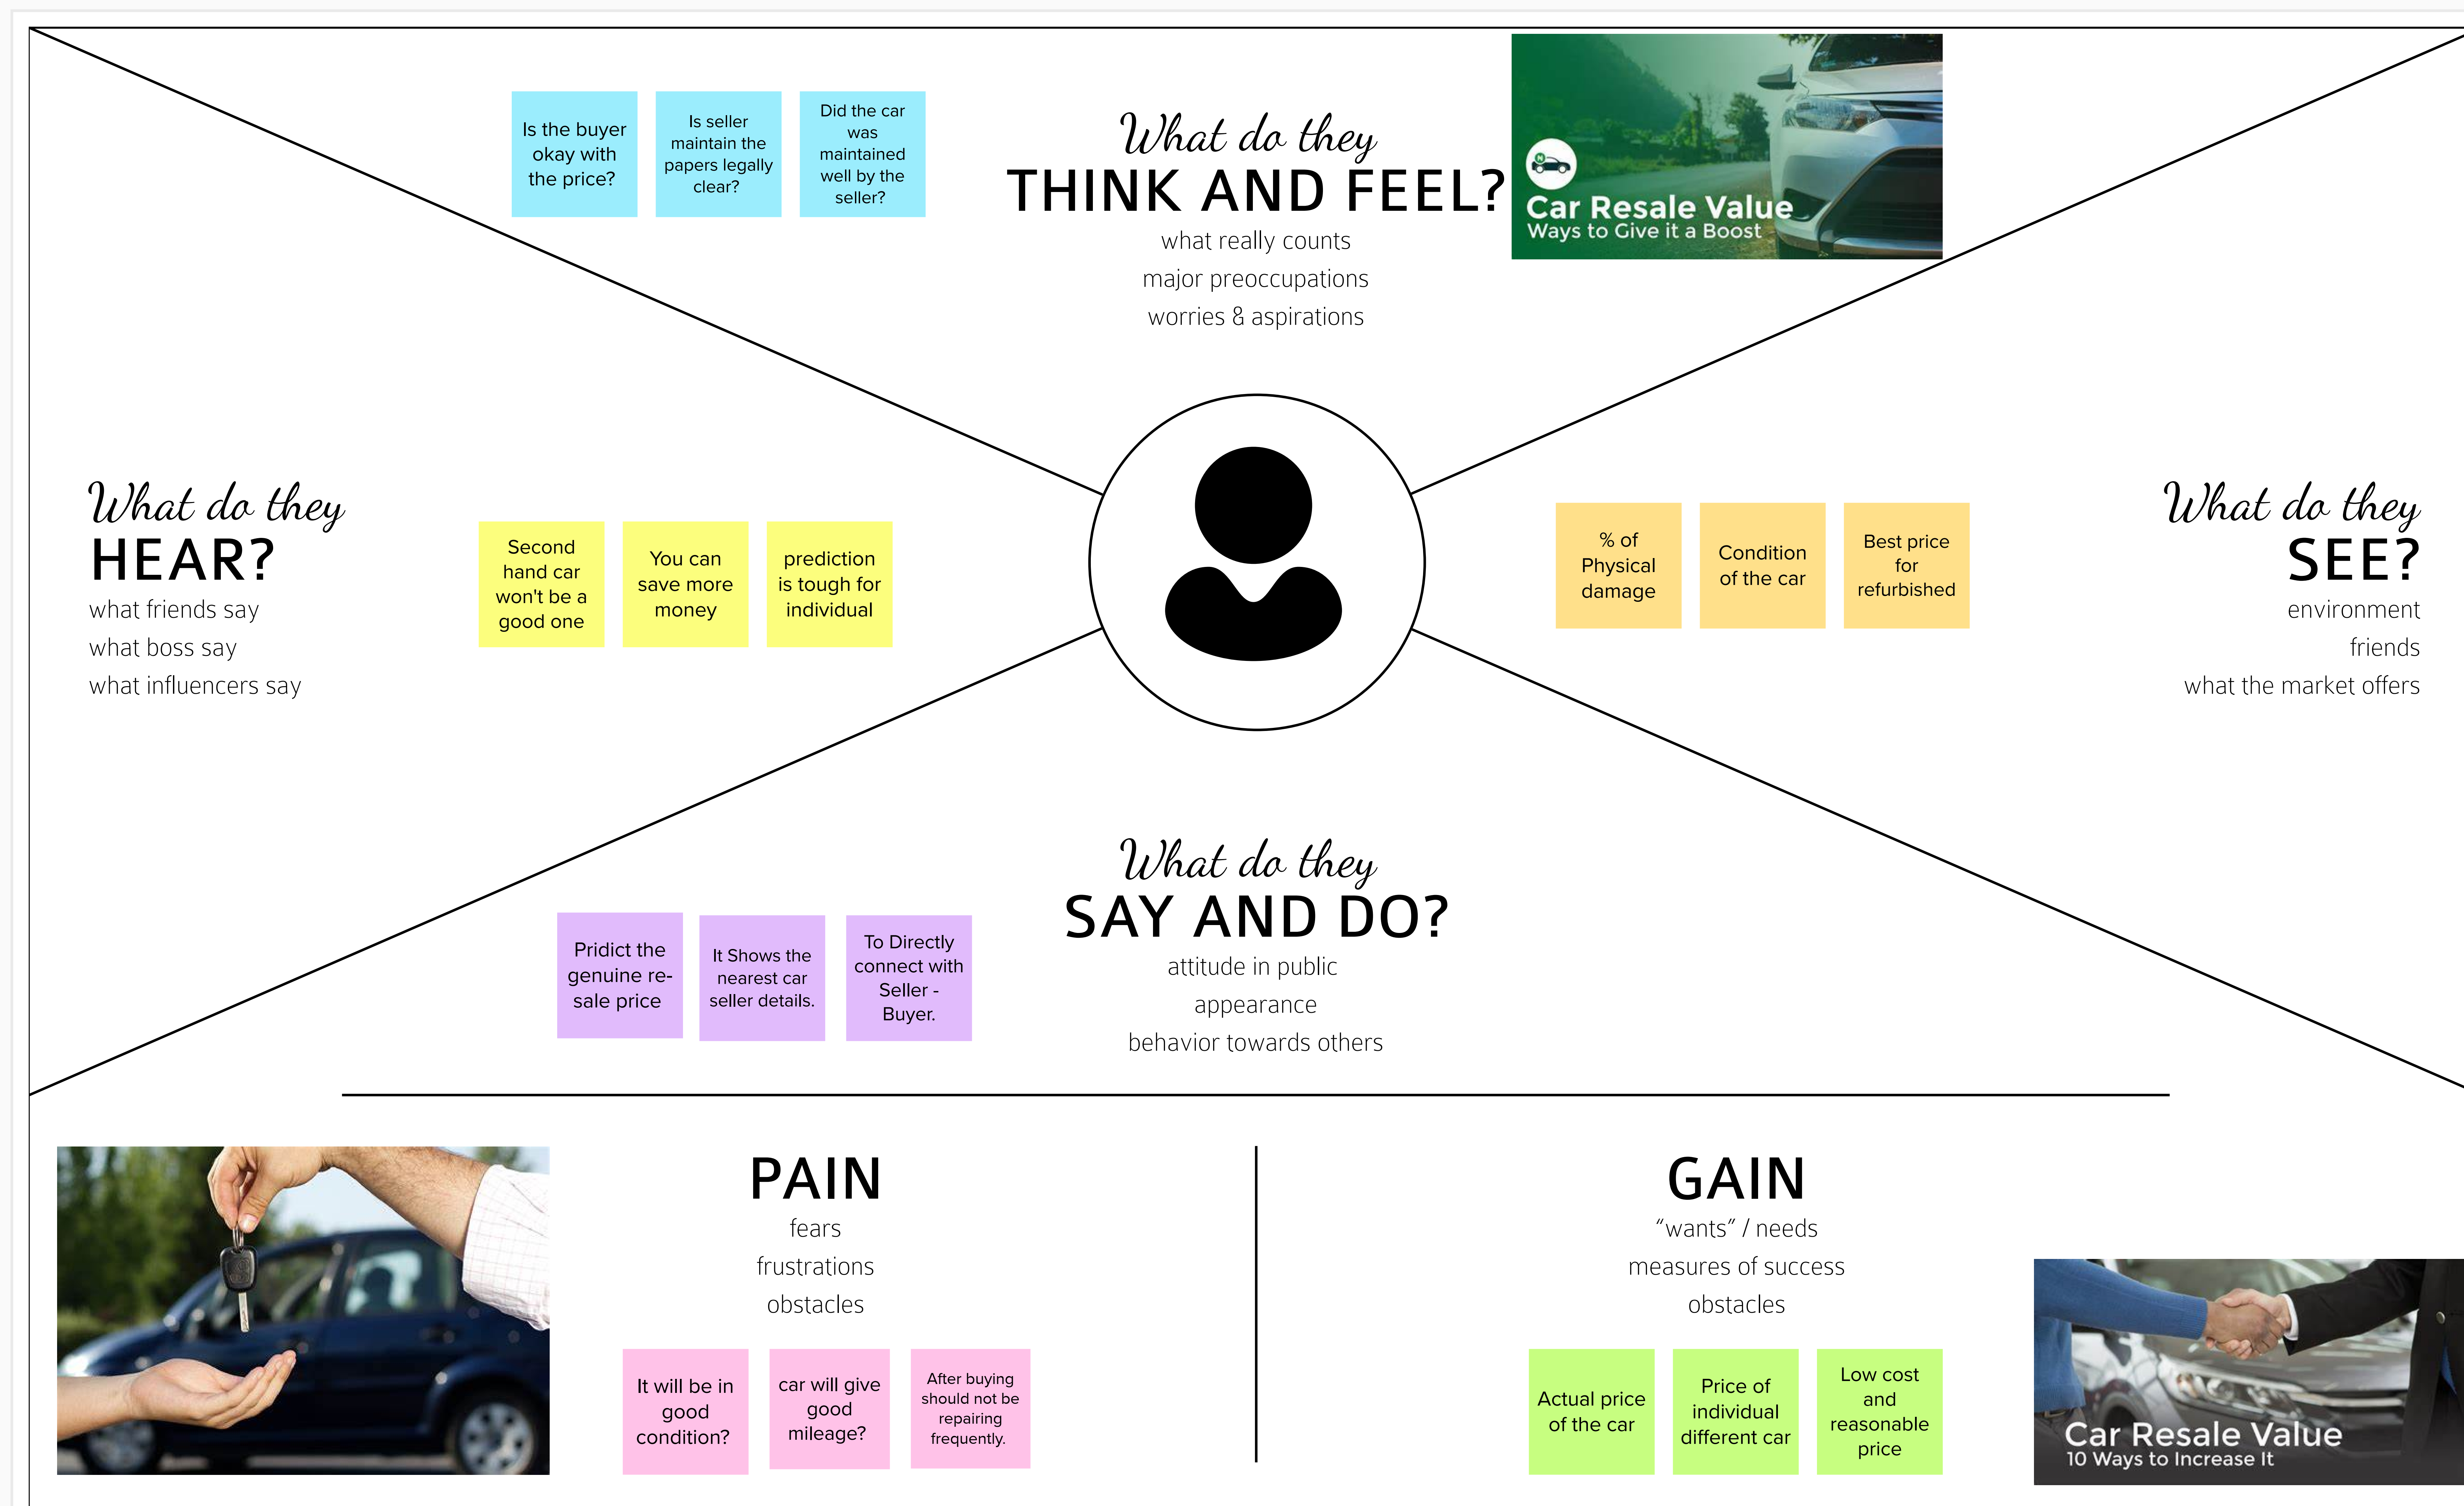 Is the buyer
okay with
the price?
Is seller
maintain the
papers legally
clear?
Did the car
was
maintained
well by the
seller?
What do they
THINK AND FEEL?
what really counts
major preoccupations
worries & aspirations
Car Resale Value
Ways to Give it a Boost
What do they
HEAR?
what friends say
what boss say
what influencers say
Second
hand car
won't be a
good one
You can
save more
money
prediction
is tough for
individual
% of
Physical
damage
Condition
of the car
Best price
for
refurbished
What do they
SEE?
environment
friends
what the market offers
What do they
SAY AND DO?
attitude in public
appearance
behavior towards others
Pridict the
genuine re-
sale price
It Shows the
nearest car
seller details.
To Directly
connect with
Seller -
Buyer.
PAIN
fears
frustrations
obstacles
It will be in
good
condition?
car will give
good
mileage?
After buying
should not be
repairing
frequently.
GAIN
“wants” / needs
measures of success
obstacles
Actual price
of the car
Price of
individual
different car
Low cost
and
reasonable
price
Car Resale Value
10 Ways to Increase It